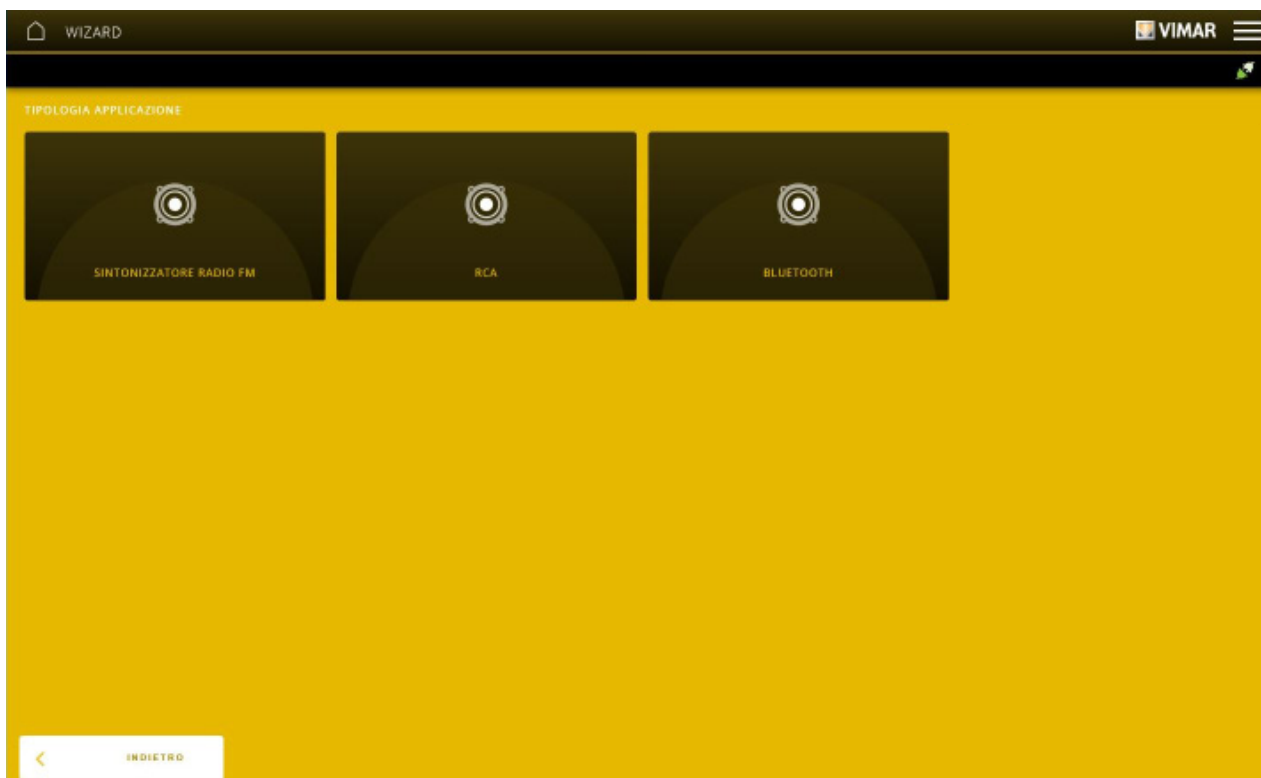 WIZARD
VIMAR
TIPOLOGIA APPLICAZIONE
SINTONIZZATORE RADIO FM
RCA
BLUETOOTH
INDIETRO